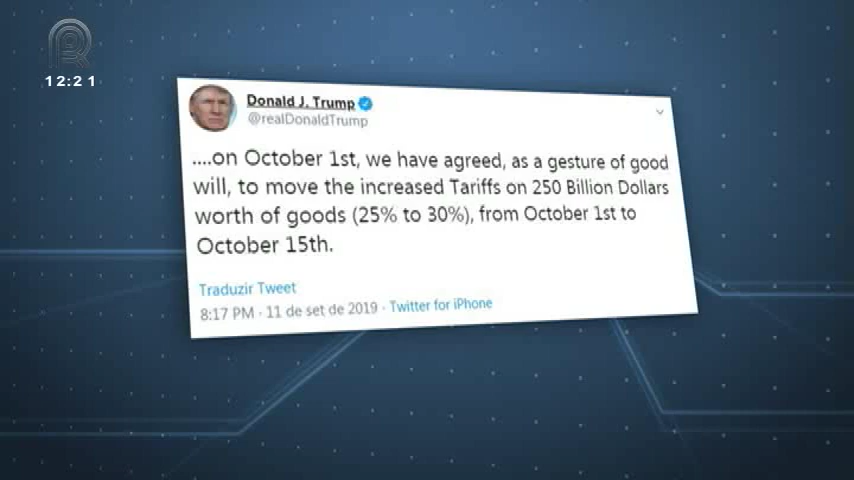 12:21
Donald J. Trump
@realDonaldTrump
....on October 1st, we have agreed, as a gesture of good
will, to move the increased Tariffs on 250 Billion Dollars
worth of goods (25% to 30%), from October 1st to
October 15th.
Traduzir Tweet
8:17 PM · 11 de set de 2019 · Twitter for iPhone